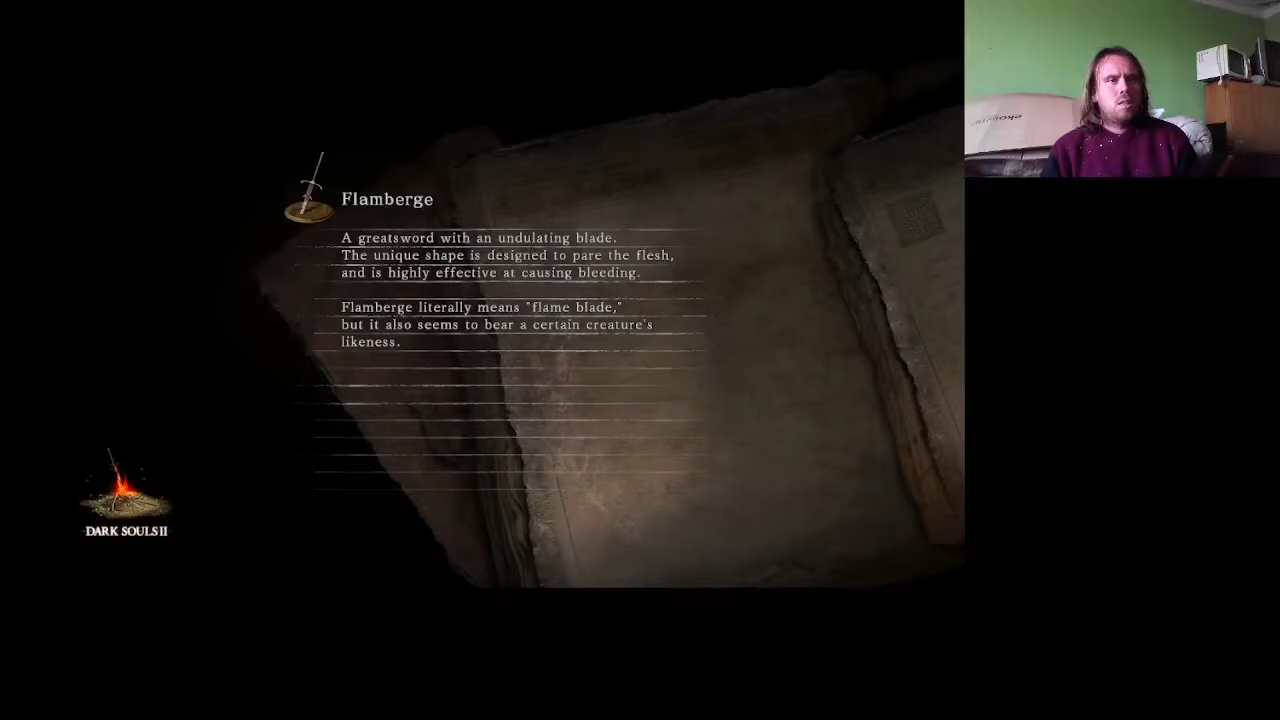 Flamberge
A greatsword with an undulating blade.
The unique shape is designed to pare the flesh,
and is highly effective at causing bleeding.
Flamberge literally means "flame blade,"
but it also seems to bear a certain creature's
likeness.
DARK SOULS II
ekolamp